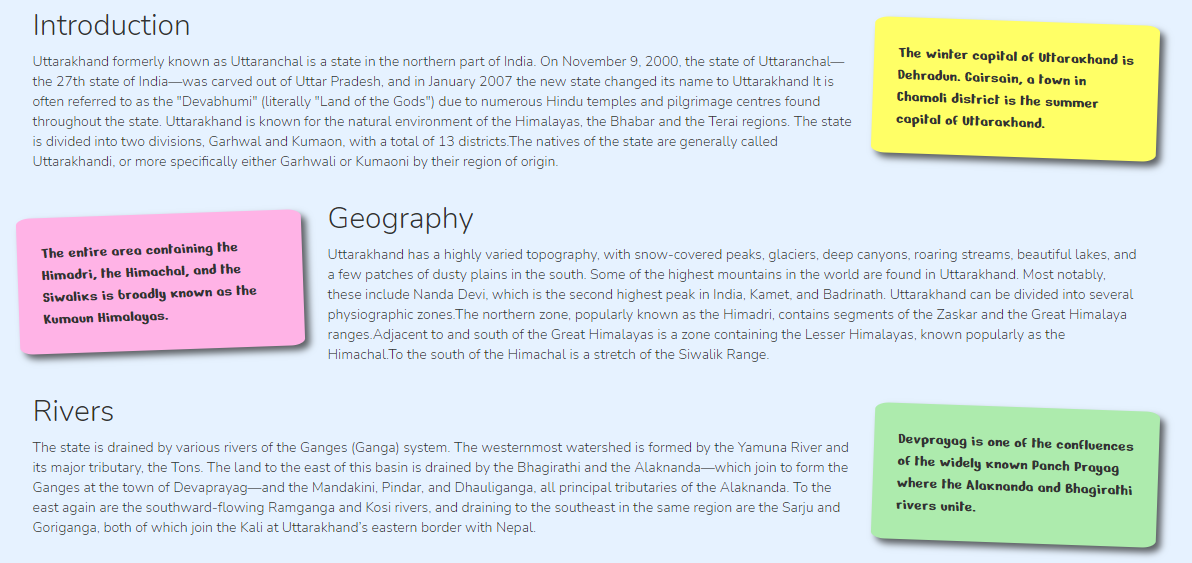 Introduction
Uttarakhand formerly known as Uttaranchal is a state in the northern part of India. On November 9, 2000, the state of Uttaranchal—
the 27th state of India—was carved out of Uttar Pradesh, and in January 2007 the new state changed its name to Uttarakhand It is
often referred to as the "Devabhumi" (literally "Land of the Gods") due to numerous Hindu temples and pilgrimage centres found
throughout the state. Uttarakhand is known for the natural environment of the Himalayas, the Bhabar and the Terai regions. The state
is divided into two divisions, Garhwal and Kumaon, with a total of 13 districts.The natives of the state are generally called
Uttarakhandi, or more specifically either Garhwali or Kumaoni by their region of origin.
The winter capital of Uttarakhand is
Dehradun. Gairsain, a town in
Chamoli district is the summer
capital of Uttarakhand.
The entire area containing the
Himadri, the Himachal, and the
Siwaliks is broadly known as the
Kumaun Himalayas.
Geography
Uttarakhand has a highly varied topography, with snow-covered peaks, glaciers, deep canyons, roaring streams, beautiful lakes, and
a few patches of dusty plains in the south. Some of the highest mountains in the world are found in Uttarakhand. Most notably,
these include Nanda Devi, which is the second highest peak in India, Kamet, and Badrinath. Uttarakhand can be divided into several
physiographic zones.The northern zone, popularly known as the Himadri, contains segments of the Zaskar and the Great Himalaya
ranges.Adjacent to and south of the Great Himalayas is a zone containing the Lesser Himalayas, known popularly as the
Himachal.To the south of the Himachal is a stretch of the Siwalik Range.
Rivers
The state is drained by various rivers of the Ganges (Ganga) system. The westernmost watershed is formed by the Yamuna River and
its major tributary, the Tons. The land to the east of this basin is drained by the Bhagirathi and the Alaknanda—which join to form the
Ganges at the town of Devaprayag—and the Mandakini, Pindar, and Dhauliganga, all principal tributaries of the Alaknanda. To the
east again are the southward-flowing Ramganga and Kosi rivers, and draining to the southeast in the same region are the Sarju and
Goriganga, both of which join the Kali at Uttarakhand's eastern border with Nepal.
Devprayag is one of the confluences
of the widely known Panch Prayag
where the Alaknanda and Bhagirathi
rivers unite.